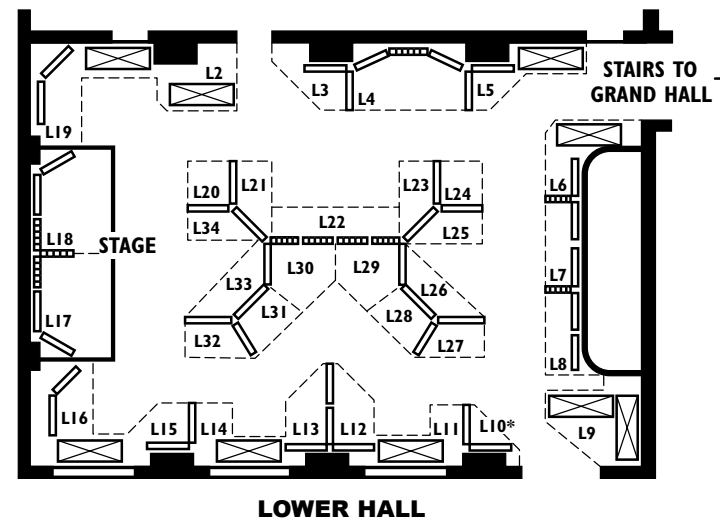 L2
L3
L4
L5
STAIRS TO
GRAND HALL
L19
L6
L20
L21
L23
L24
L18
STAGE
L34
L22
L25
L30
L29
L7
L33
L26
L17
L31
L28
L32
L27
L8
L16
L15
L14
L13
L12
L11
L10*
L9
LOWER HALL